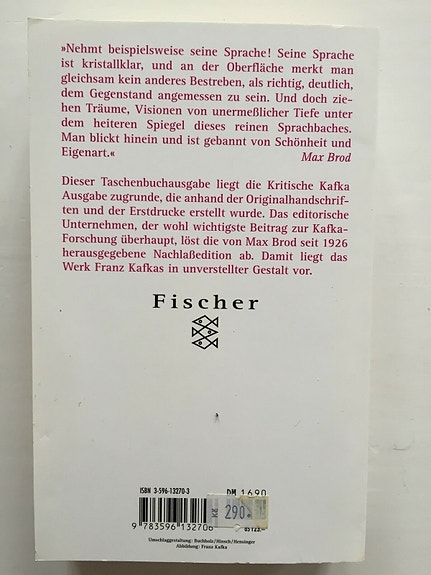 »Nehmt beispielsweise seine Sprache! Seine Sprache
ist kristallklar, und an der Oberfläche merkt man
gleichsam kein anderes Bestreben, als richtig, deutlich,
dem Gegenstand angemessen zu sein. Und doch zie-
hen Träume, Visionen von unermeßlicher Tiefe unter
dem heiteren Spiegel dieses reinen Sprachbaches.
Man blickt hinein und ist gebannt von Schönheit und
Eigenart.« Max Brod
Dieser Taschenbuchausgabe liegt die Kritische Kafka
Ausgabe zugrunde, die anhand der Originalhandschrif-
ten und der Erstdrucke erstellt wurde. Das editorische
Unternehmen, der wohl wichtigste Beitrag zur Kafka-
Forschung überhaupt, löst die von Max Brod seit 1926
herausgegebene Nachlaßedition ab. Damit liegt das
Werk Franz Kafkas in unverstellter Gestalt vor.
Fischer
ISBN 3-596-13270-3 DM 1690
290
9 783596 132706 öS 123.-
Umschlaggestaltung: Buchholz/Hinsch/Hensinger
Abbildung: Franz Kafka